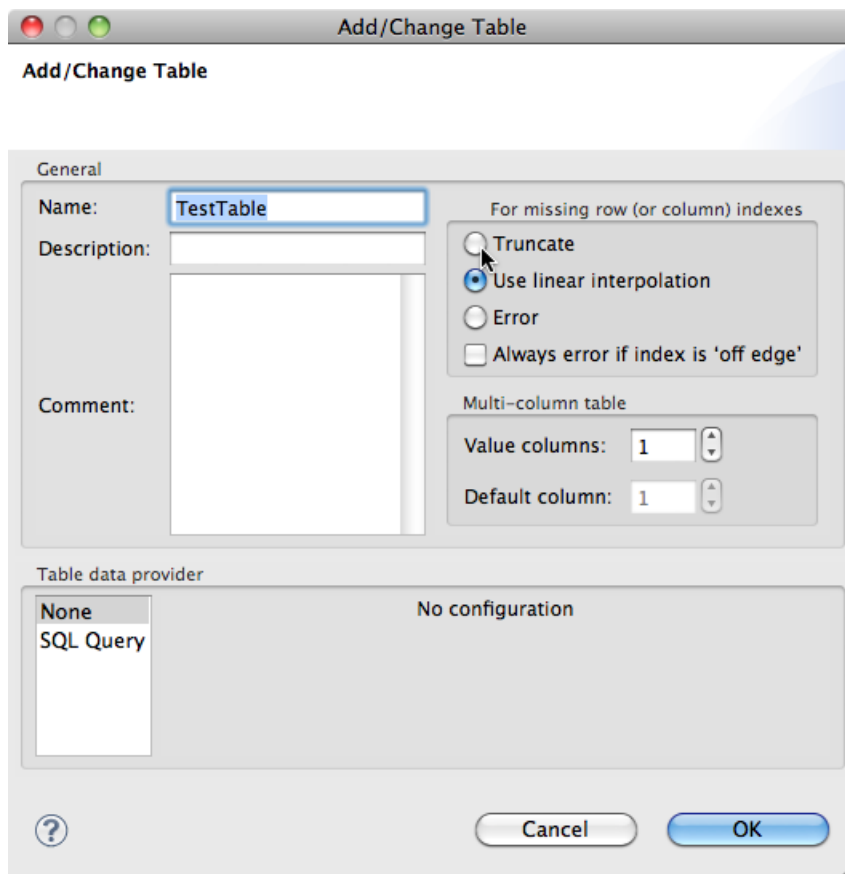 Add/Change Table
Add/Change Table
General
Name:
TestTable
Description:
Comment:
For missing row (or column) indexes
Truncate
Use linear interpolation
Error
Always error if index is ‘off edge’
Multi-column table
Value columns:
1
Default column:
1
Table data provider
None
SQL Query
No configuration
?
Cancel
OK